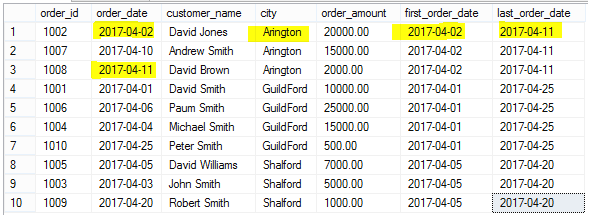 order_id order_date customer_name city order_amount first_order_date last_order_date
1 1002 2017-04-02 David Jones Arington 20000.00 2017-04-02 2017-04-11
2 1007 2017-04-10 Andrew Smith Arington 15000.00 2017-04-02 2017-04-11
3 1008 2017-04-11 David Brown Arington 2000.00 2017-04-02 2017-04-11
4 1001 2017-04-01 David Smith GuildFord 10000.00 2017-04-01 2017-04-25
5 1006 2017-04-06 Paum Smith GuildFord 25000.00 2017-04-01 2017-04-25
6 1004 2017-04-04 Michael Smith GuildFord 15000.00 2017-04-01 2017-04-25
7 1010 2017-04-25 Peter Smith GuildFord 500.00 2017-04-01 2017-04-25
8 1005 2017-04-05 David Williams Shalford 7000.00 2017-04-05 2017-04-20
9 1003 2017-04-03 John Smith Shalford 5000.00 2017-04-05 2017-04-20
10 1009 2017-04-20 Robert Smith Shalford 1000.00 2017-04-05 2017-04-20